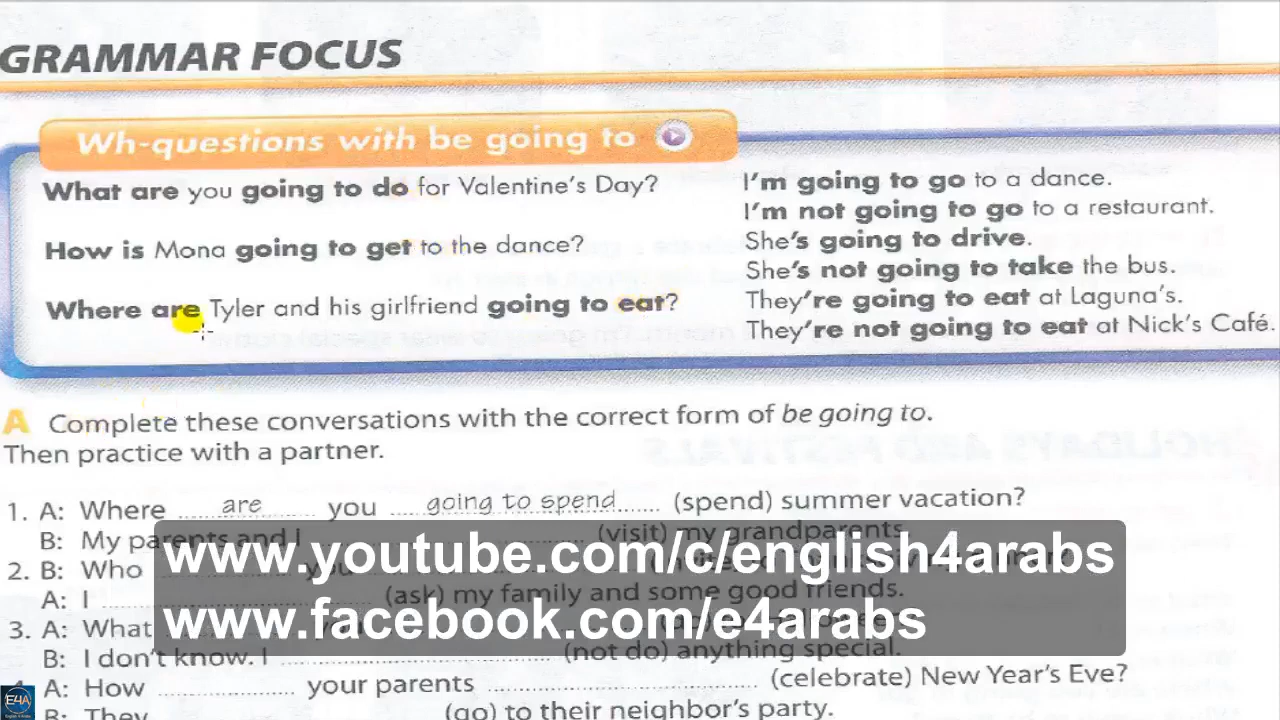 GRAMMAR FOCUS
Wh-questions with be going to
What are you going to do for Valentine's Day?
I'm going to go to a dance.
I'm not going to go to a restaurant.
How is Mona going to get to the dance?
She's going to drive.
She's not going to take the bus.
Where are Tyler and his girlfriend going to eat?
They're going to eat at Laguna's.
They're not going to eat at Nick's Café.
A Complete these conversations with the correct form of be going to.
Then practice with a partner.
1. A: Where are you going to spend (spend) summer vacation?
B: My parents and I (visit) my grandparents.
2. B: Who you
A: I (ask) my family and some good friends.
3. A: What you
B: I don't know. I (not do) anything special.
A: How your parents (celebrate) New Year's Eve?
B: They (go) to their neighbor's party.
www.youtube.com/c/english4arabs
www.facebook.com/e4arabs
E4A